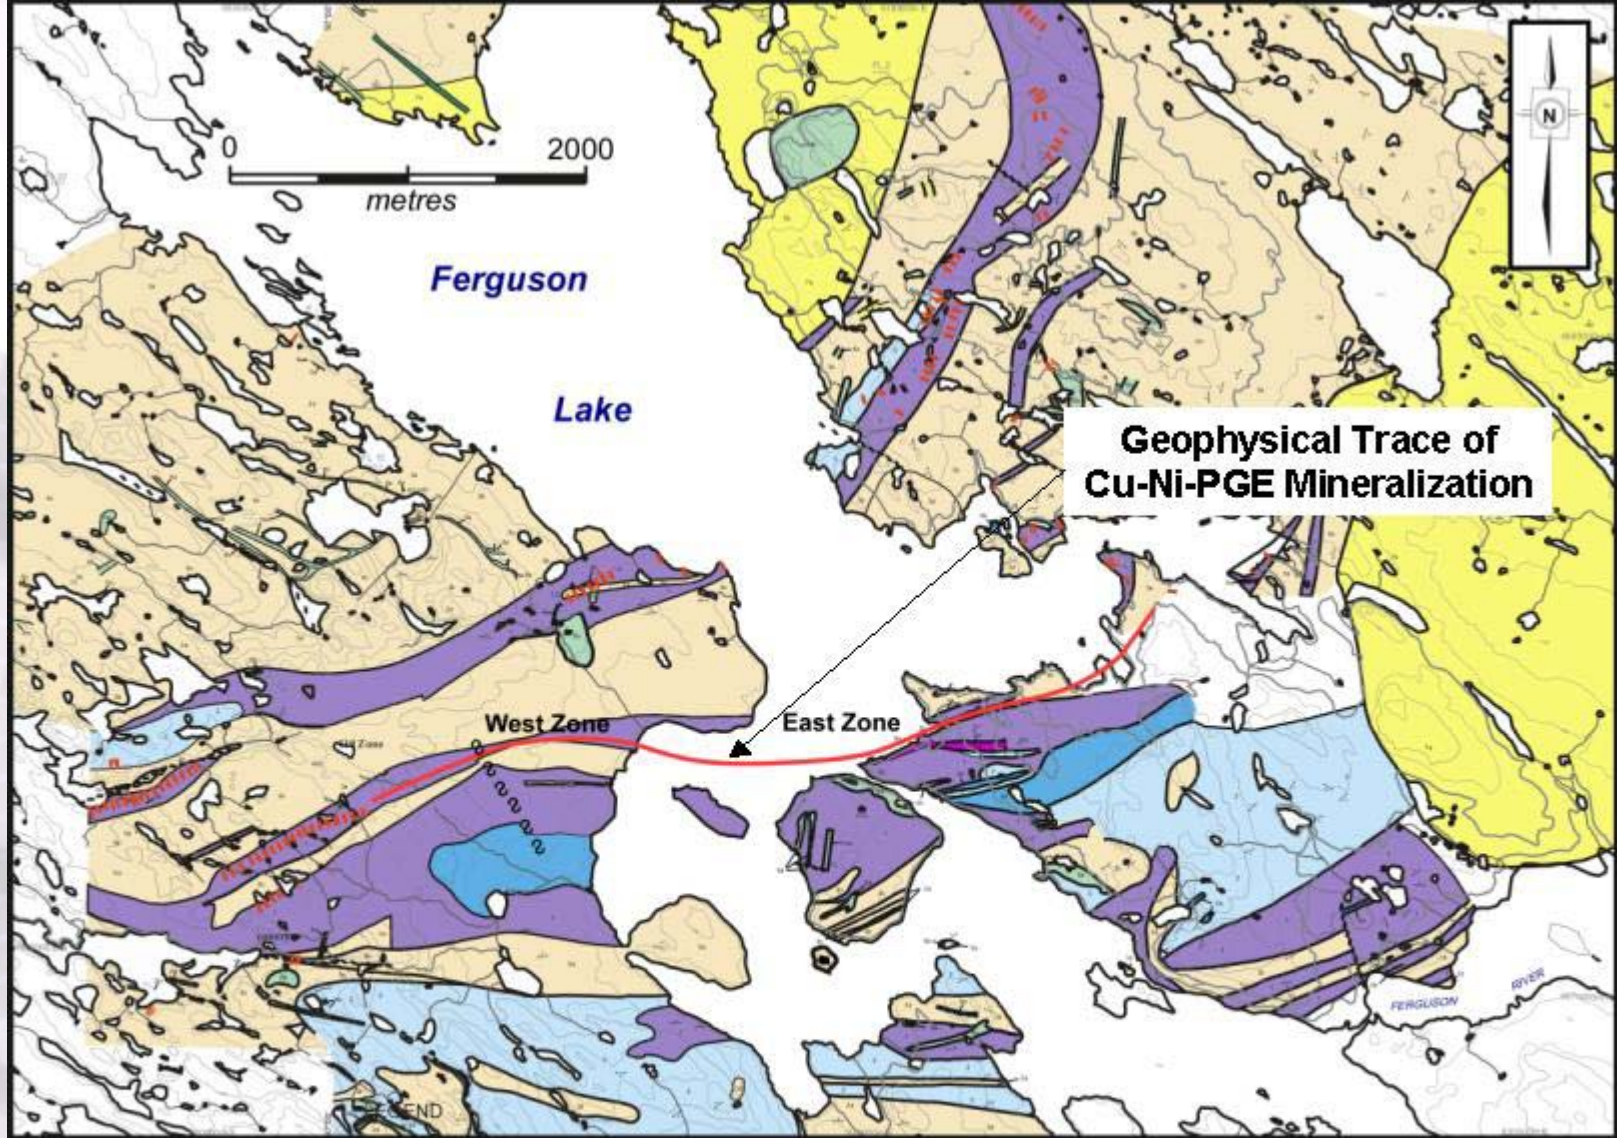 N
0 2000
metres
Ferguson
Lake
Geophysical Trace of
Cu-Ni-PGE Mineralization
West Zone
East Zone
FERGUSON
RIVER